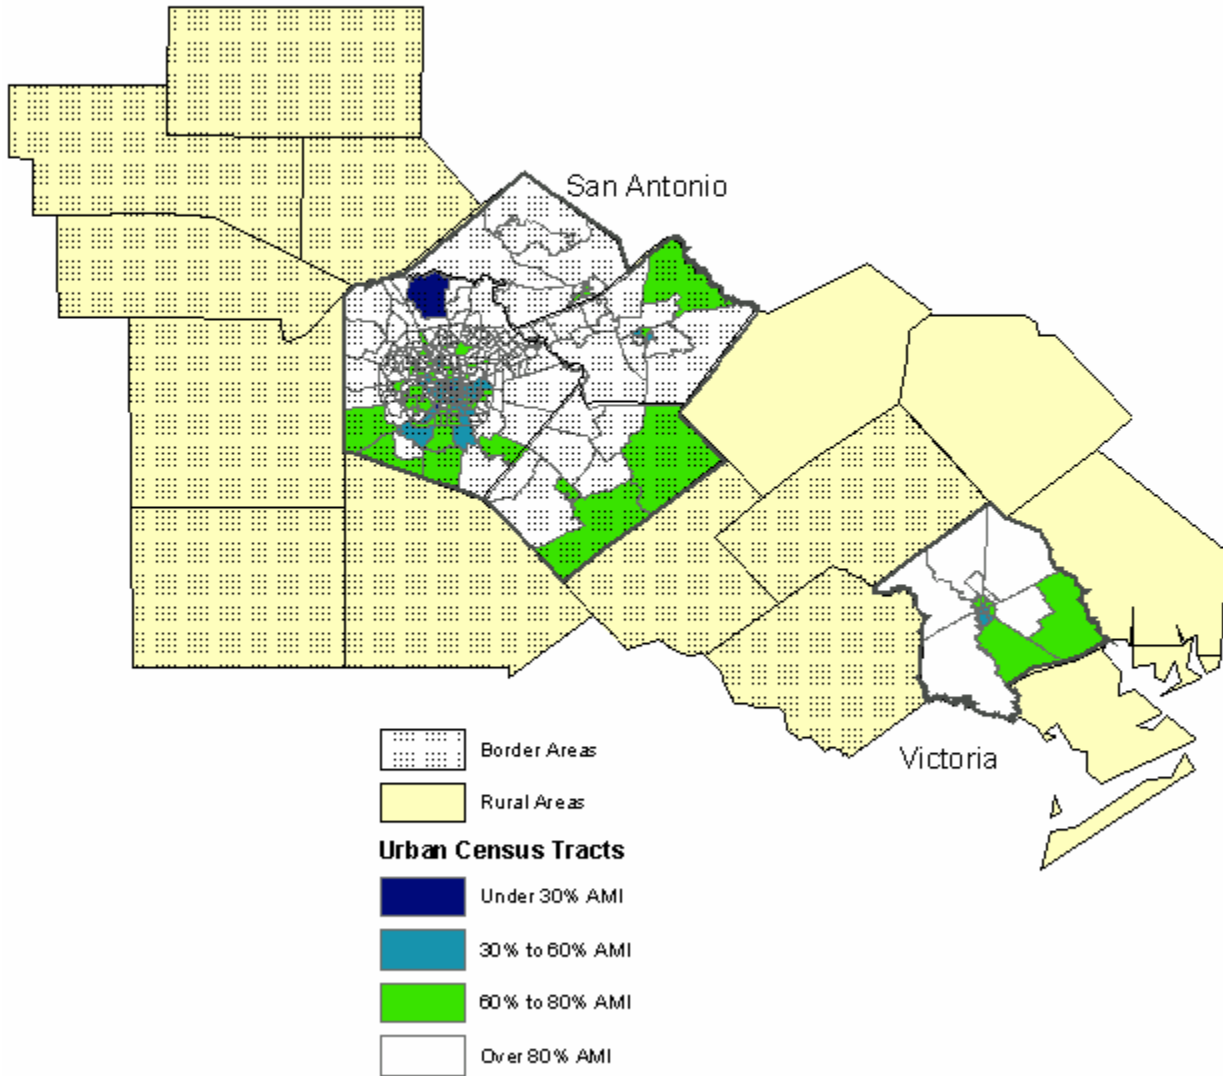 San Antonio
Victoria
Border Areas
Rural Areas
Urban Census Tracts
Under 30% AMI
30% to 60% AMI
60% to 80% AMI
Over 80% AMI